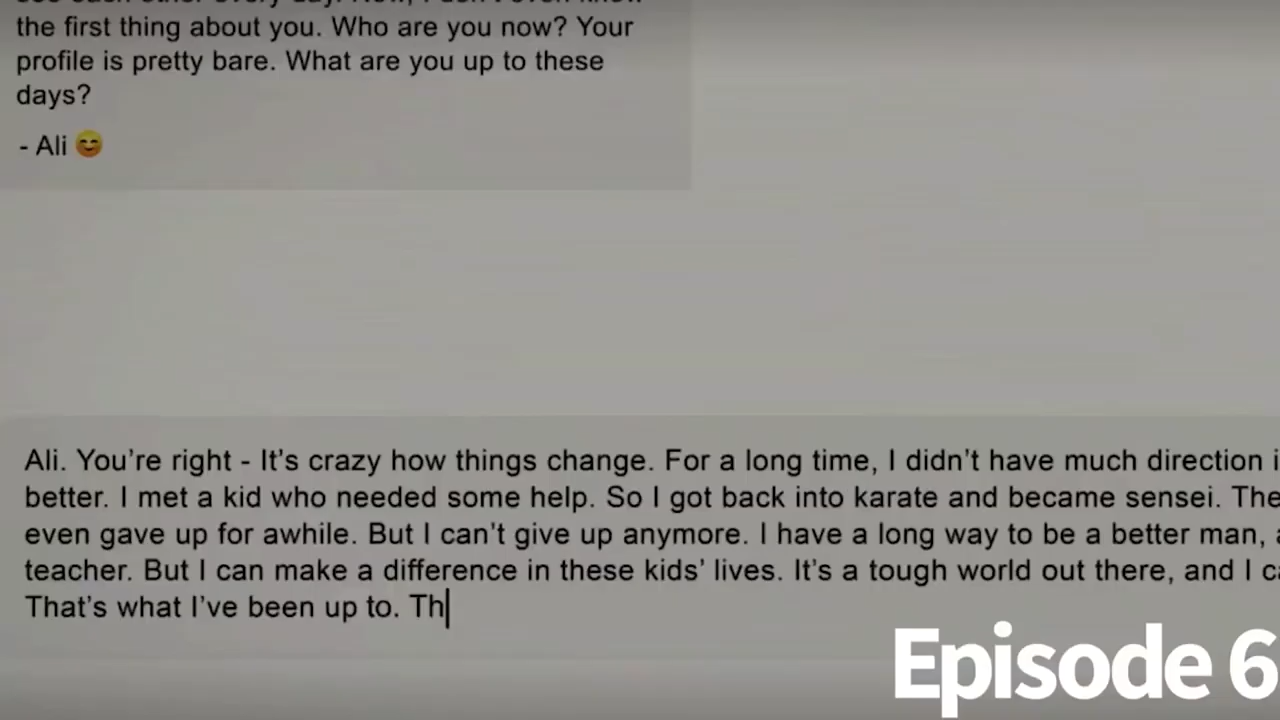 the first thing about you. Who are you now? Your
profile is pretty bare. What are you up to these
days?
- Ali 😊
Ali. You're right - It's crazy how things change. For a long time, I didn't have much direction
better. I met a kid who needed some help. So I got back into karate and became sensei. The
even gave up for awhile. But I can't give up anymore. I have a long way to be a better man,
teacher. But I can make a difference in these kids' lives. It's a tough world out there, and I
That's what I've been up to. Th
Episode 6